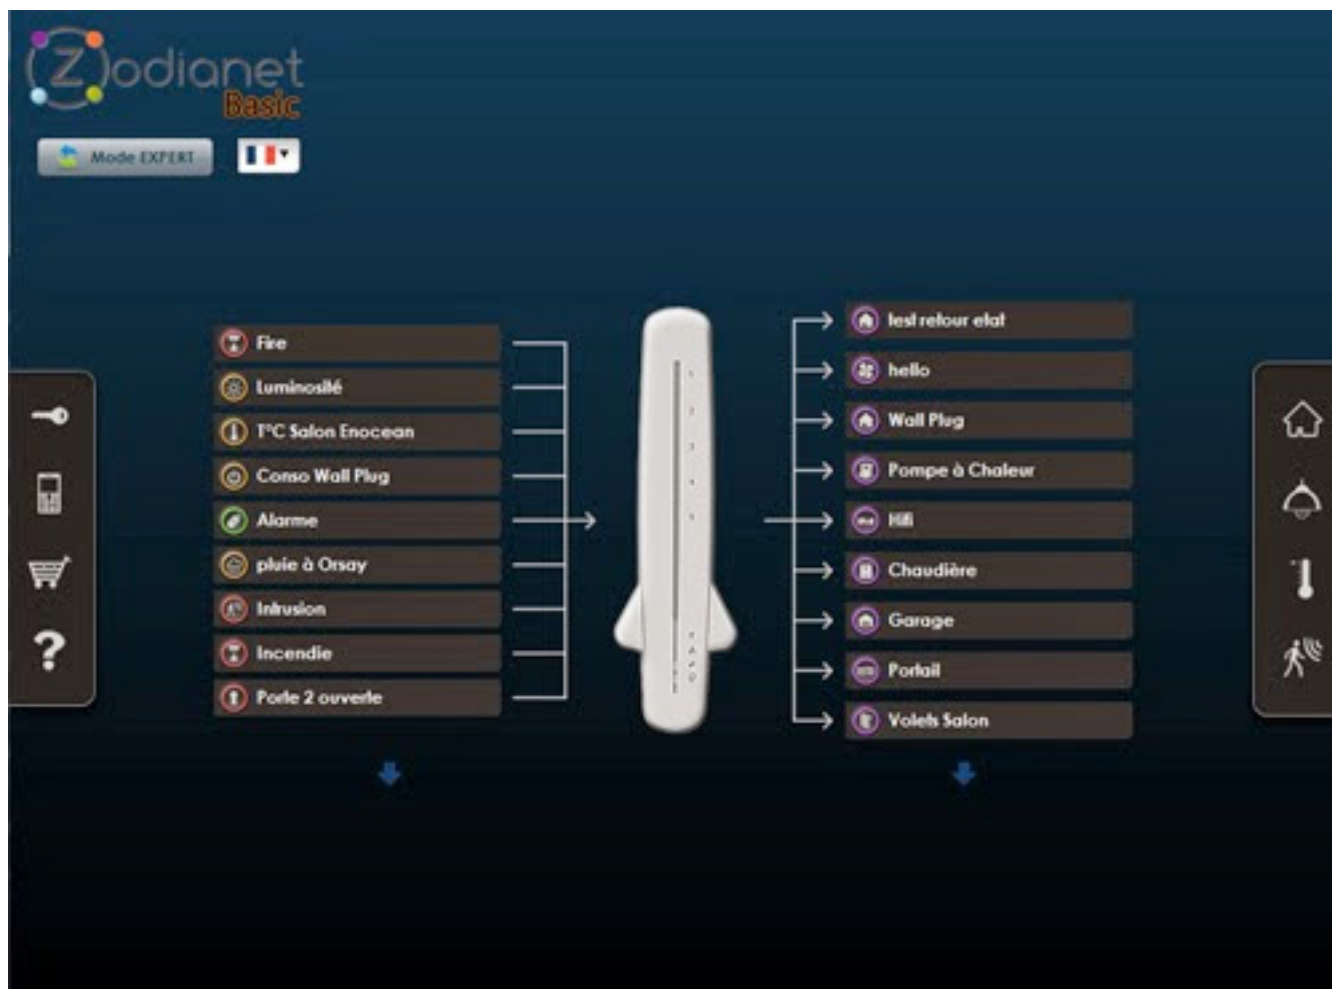 Zodianet
Basic
Mode EXPERT
Fire
Luminosité
T°C Salon Enocean
Conso Wall Plug
Alarme
pluie à Orsay
Intrusion
Incendie
Porte 2 ouverte
test retour etat
hello
Wall Plug
Pompe à Chaleur
Hifi
Chaudière
Garage
Portail
Volets Salon
?